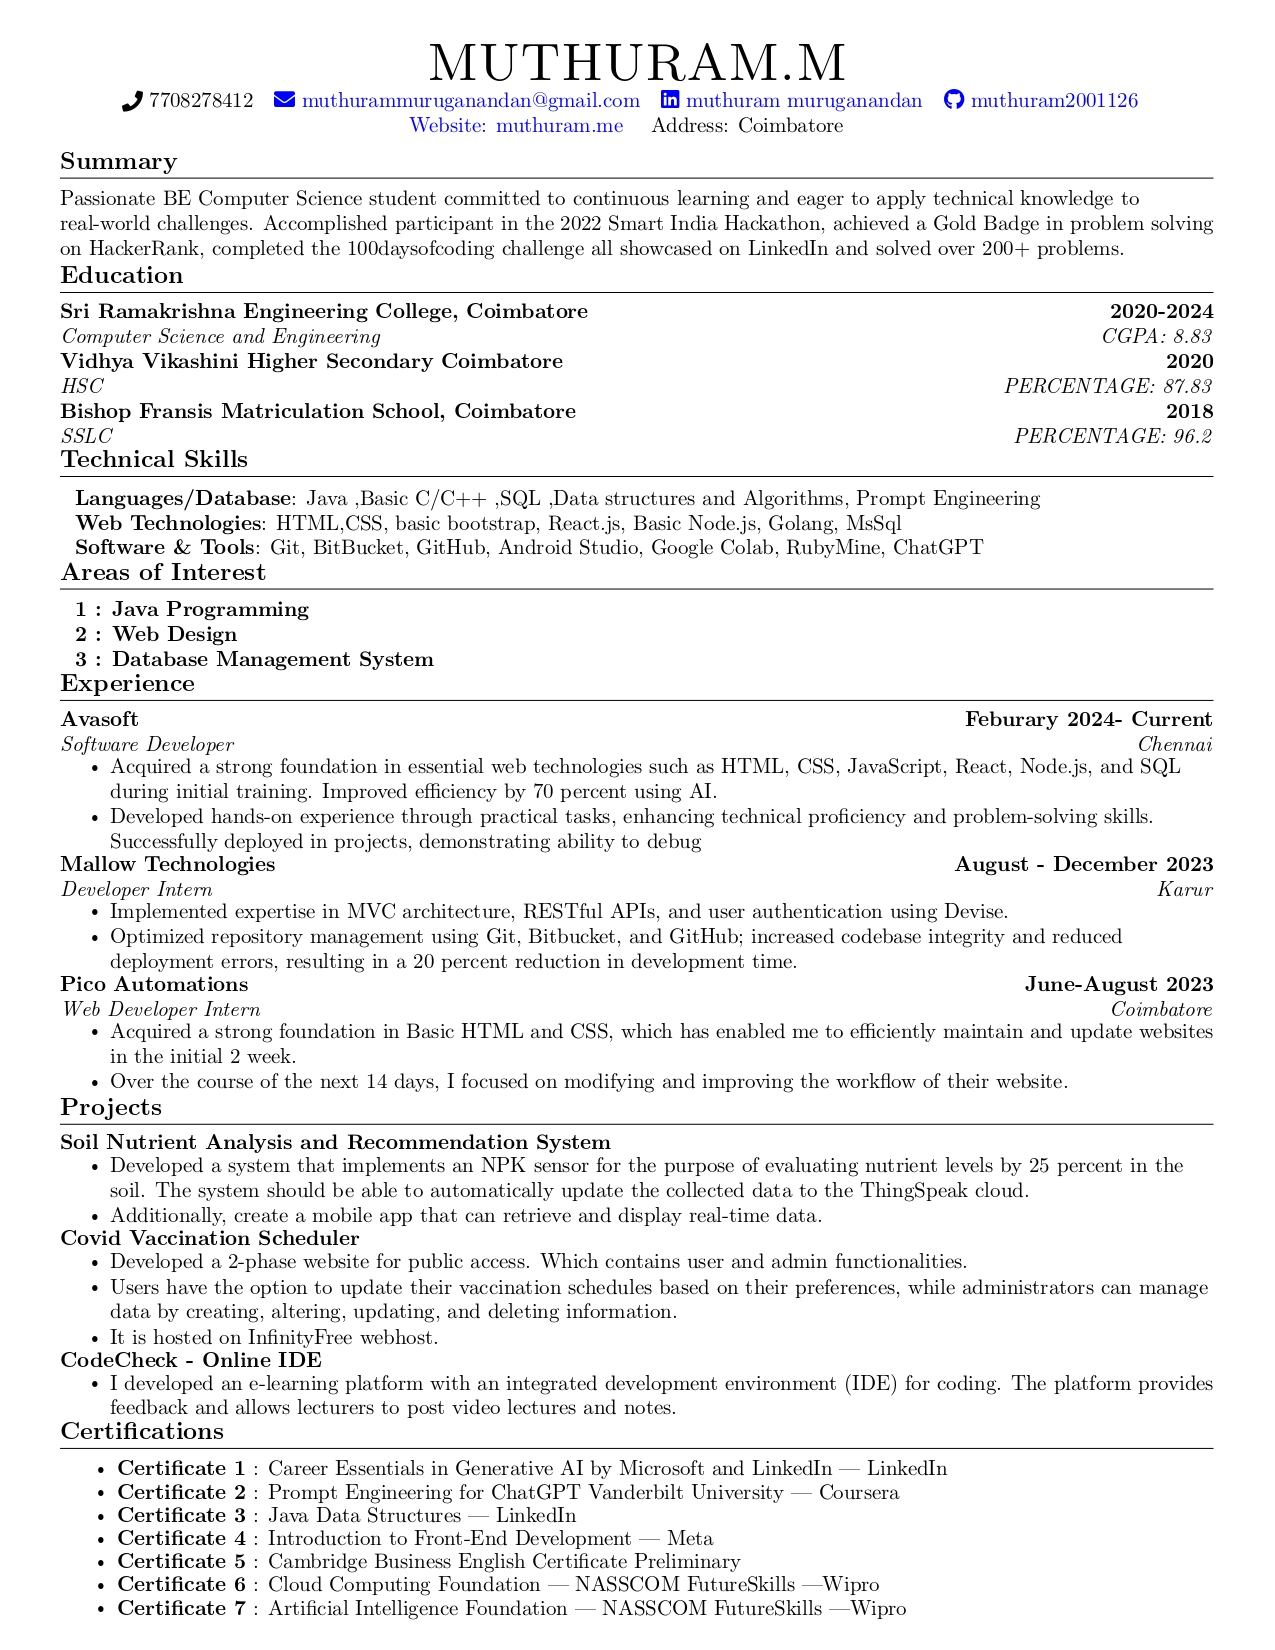 MUTHURAM.M
7708278412 muthurammuruganandan@gmail.com muthuram muruganandan muthuram2001126
Website: muthuram.me Address: Coimbatore
Summary
Passionate BE Computer Science student committed to continuous learning and eager to apply technical knowledge to
real-world challenges. Accomplished participant in the 2022 Smart India Hackathon, achieved a Gold Badge in problem solving
on HackerRank, completed the 100daysofcoding challenge all showcased on LinkedIn and solved over 200+ problems.
Education
Sri Ramakrishna Engineering College, Coimbatore 2020-2024
Computer Science and Engineering CGPA: 8.83
Vidhya Vikashini Higher Secondary Coimbatore 2020
HSC PERCENTAGE: 87.83
Bishop Fransis Matriculation School, Coimbatore 2018
SSLC PERCENTAGE: 96.2
Technical Skills
Languages/Database: Java ,Basic C/C++ ,SQL ,Data structures and Algorithms, Prompt Engineering
Web Technologies: HTML,CSS, basic bootstrap, React.js, Basic Node.js, Golang, MsSql
Software & Tools: Git, BitBucket, GitHub, Android Studio, Google Colab, RubyMine, ChatGPT
Areas of Interest
1 : Java Programming
2 : Web Design
3 : Database Management System
Experience
Avasoft Feburary 2024- Current
Software Developer Chennai
• Acquired a strong foundation in essential web technologies such as HTML, CSS, JavaScript, React, Node.js, and SQL
during initial training. Improved efficiency by 70 percent using AI.
• Developed hands-on experience through practical tasks, enhancing technical proficiency and problem-solving skills.
Successfully deployed in projects, demonstrating ability to debug
Mallow Technologies August - December 2023
Developer Intern Karur
• Implemented expertise in MVC architecture, RESTful APIs, and user authentication using Devise.
• Optimized repository management using Git, Bitbucket, and GitHub; increased codebase integrity and reduced
deployment errors, resulting in a 20 percent reduction in development time.
Pico Automations June-August 2023
Web Developer Intern Coimbatore
• Acquired a strong foundation in Basic HTML and CSS, which has enabled me to efficiently maintain and update websites
in the initial 2 week.
• Over the course of the next 14 days, I focused on modifying and improving the workflow of their website.
Projects
Soil Nutrient Analysis and Recommendation System
• Developed a system that implements an NPK sensor for the purpose of evaluating nutrient levels by 25 percent in the
soil. The system should be able to automatically update the collected data to the ThingSpeak cloud.
• Additionally, create a mobile app that can retrieve and display real-time data.
Covid Vaccination Scheduler
• Developed a 2-phase website for public access. Which contains user and admin functionalities.
• Users have the option to update their vaccination schedules based on their preferences, while administrators can manage
data by creating, altering, updating, and deleting information.
• It is hosted on InfinityFree webhost.
CodeCheck - Online IDE
• I developed an e-learning platform with an integrated development environment (IDE) for coding. The platform provides
feedback and allows lecturers to post video lectures and notes.
Certifications
• Certificate 1 : Career Essentials in Generative AI by Microsoft and LinkedIn — LinkedIn
• Certificate 2 : Prompt Engineering for ChatGPT Vanderbilt University — Coursera
• Certificate 3 : Java Data Structures — LinkedIn
• Certificate 4 : Introduction to Front-End Development — Meta
• Certificate 5 : Cambridge Business English Certificate Preliminary
• Certificate 6 : Cloud Computing Foundation — NASSCOM FutureSkills —Wipro
• Certificate 7 : Artificial Intelligence Foundation — NASSCOM FutureSkills —Wipro